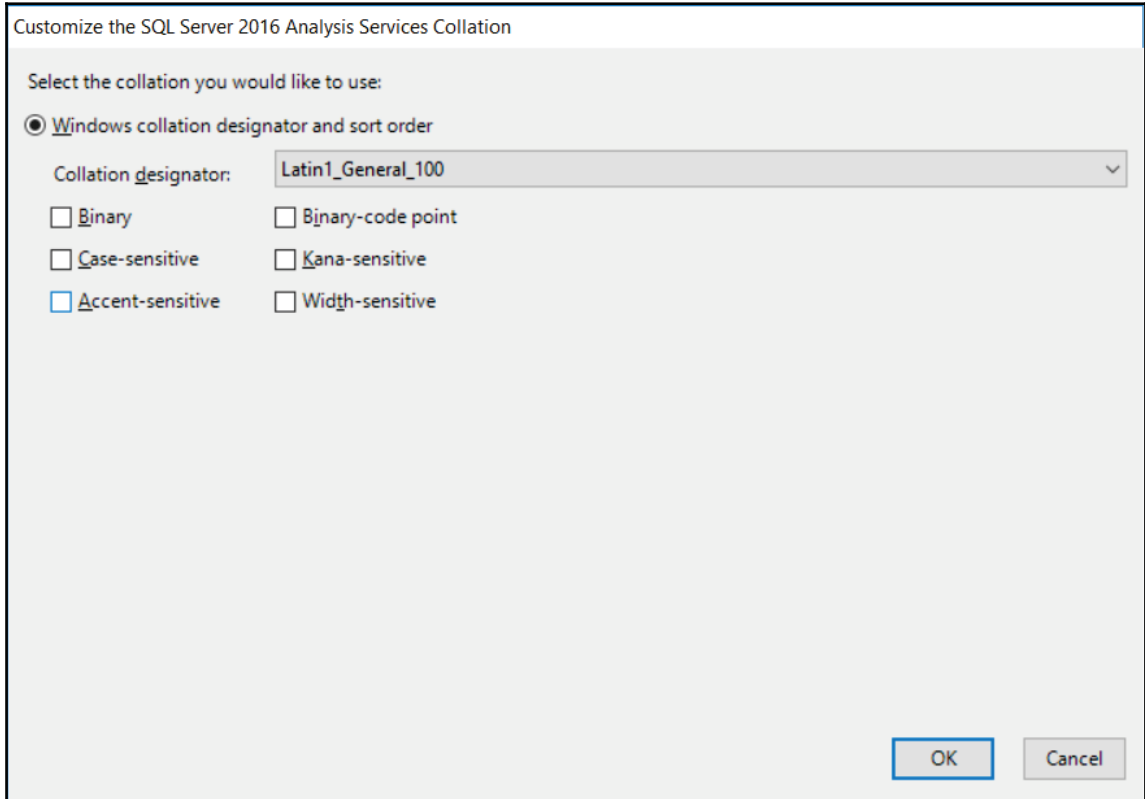 Customize the SQL Server 2016 Analysis Services Collation
Select the collation you would like to use:
Windows collation designator and sort order
Collation designator: Latin1_General_100
Binary Binary-code point
Case-sensitive Kana-sensitive
Accent-sensitive Width-sensitive
OK Cancel